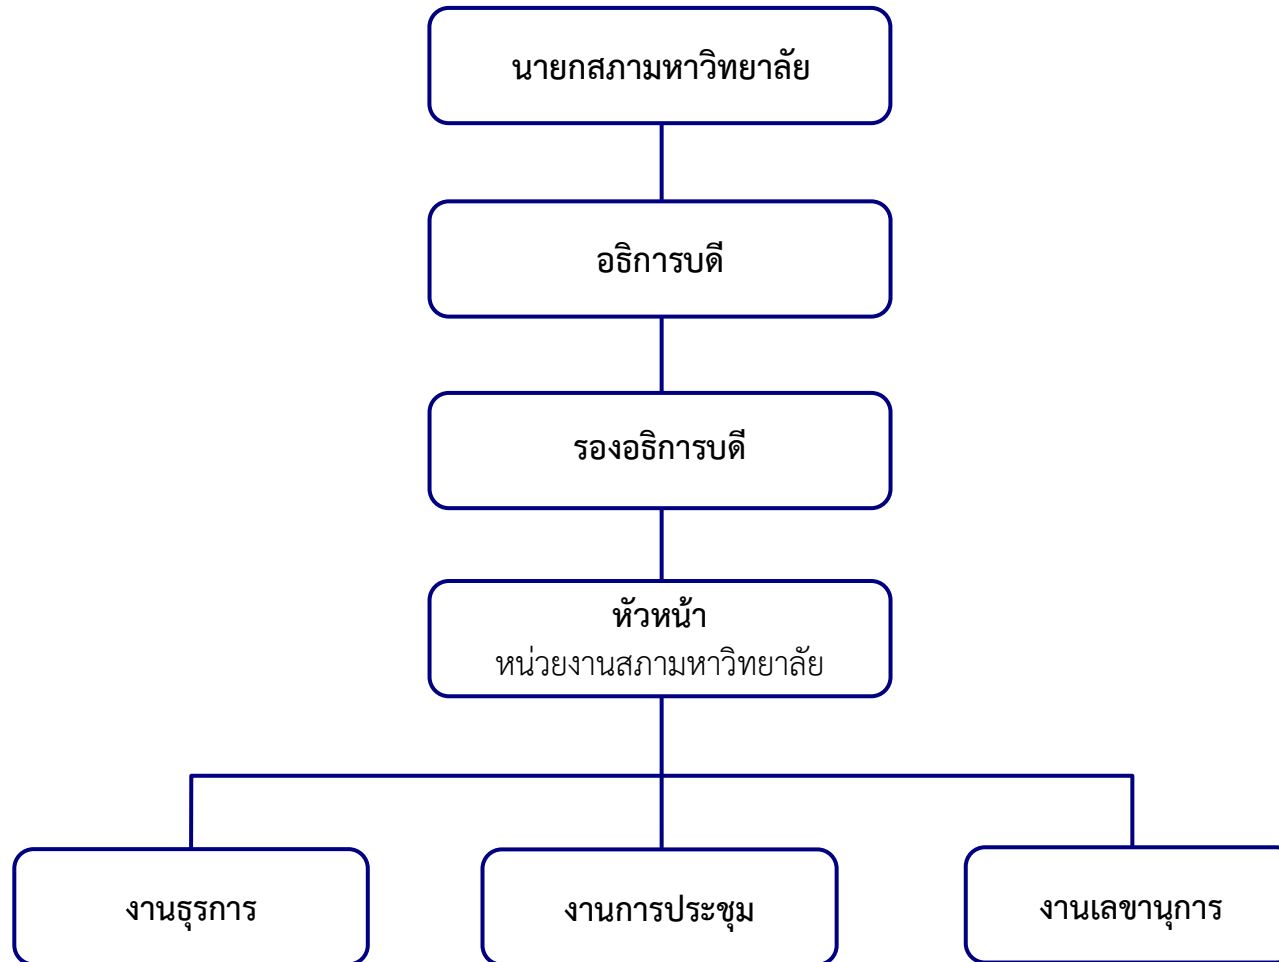 นายกสภามหาวิทยาลัย
อธิการบดี
รองอธิการบดี
หัวหน้า
หน่วยงานสภามหาวิทยาลัย
งานธุรการ
งานการประชุม
งานเลขานุการ